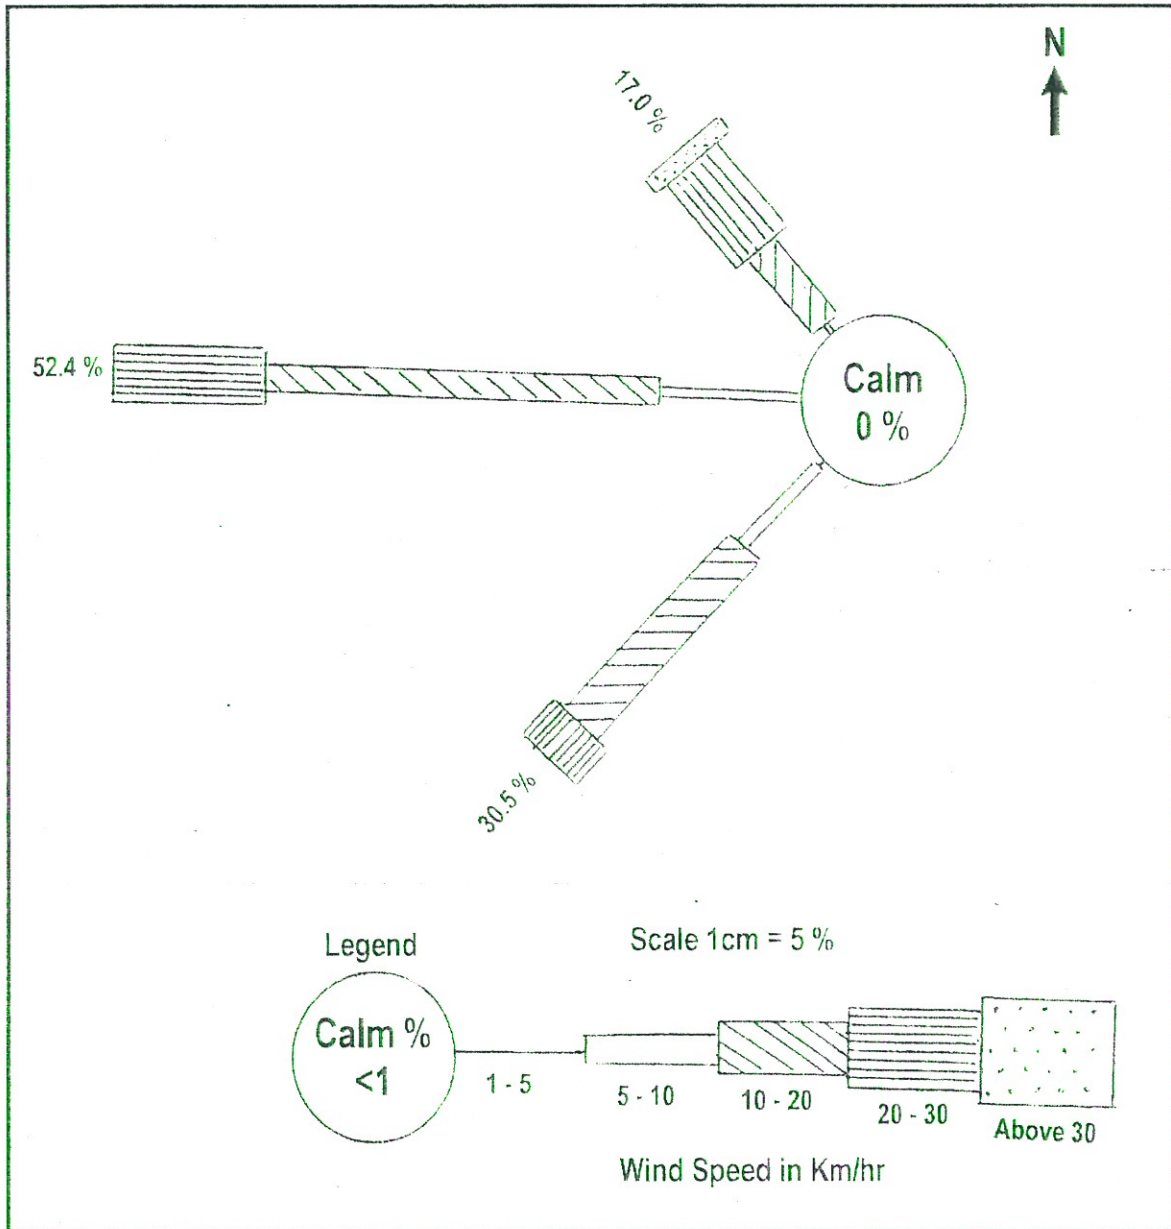 N
17.0 %
52.4 %
Calm
0 %
30.5 %
Legend
Scale 1cm = 5 %
Calm %
<1
1 - 5
5 - 10
10 - 20
20 - 30
Above 30
Wind Speed in Km/hr